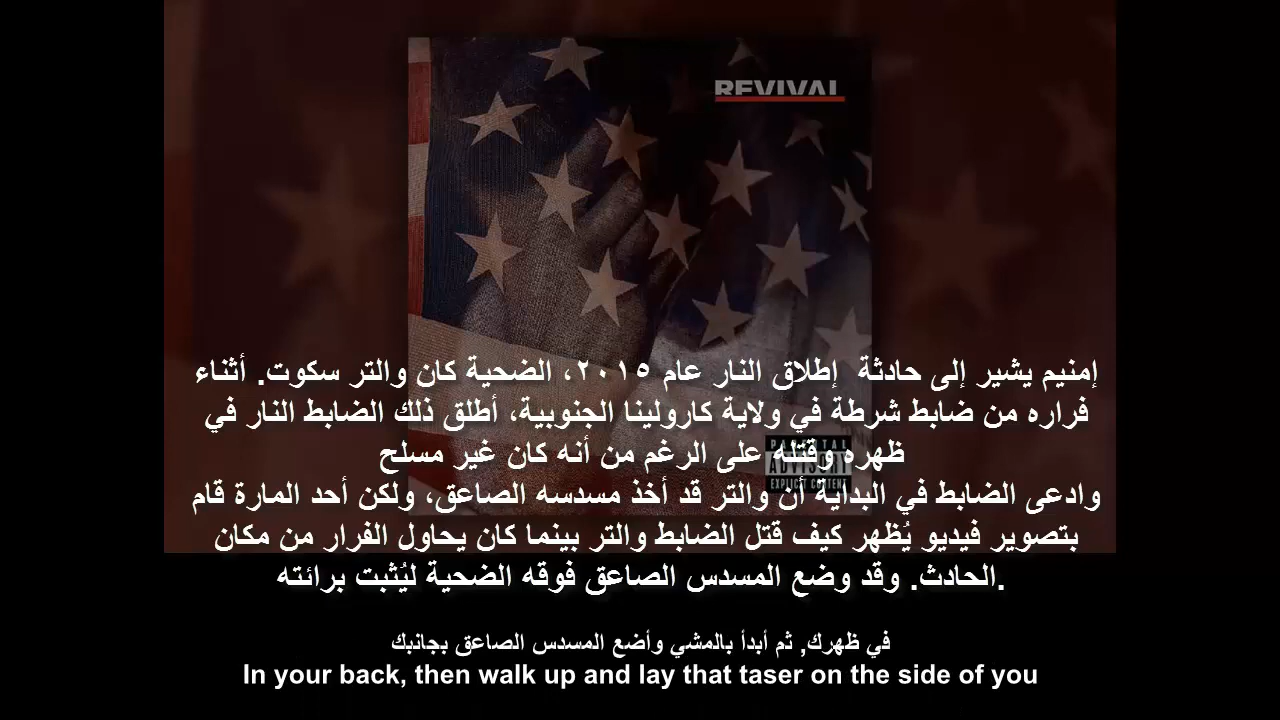 REVIVAL
إمنيم يشير إلى حادثة إطلاق النار عام ٢٠١٥، الضحية كان والتر سكوت. أثناء
فراره من ضابط شرطة في ولاية كارولينا الجنوبية، أطلق ذلك الضابط النار في
ظهره وقتله على الرغم من أنه كان غير مسلح
PARENTAL
ADVISORY
EXPLICIT CONTENT
وادعى الضابط في البداية أن والتر قد أخذ مسدسه الصاعق، ولكن أحد المارة قام
بتصوير فيديو يُظهر كيف قتل الضابط والتر بينما كان يحاول الفرار من مكان
.الحادث. وقد وضع المسدس الصاعق فوقه الضحية ليُثبت برائته
في ظهرك, ثم أبدأ بالمشي وأضع المسدس الصاعق بجانبك
In your back, then walk up and lay that taser on the side of you